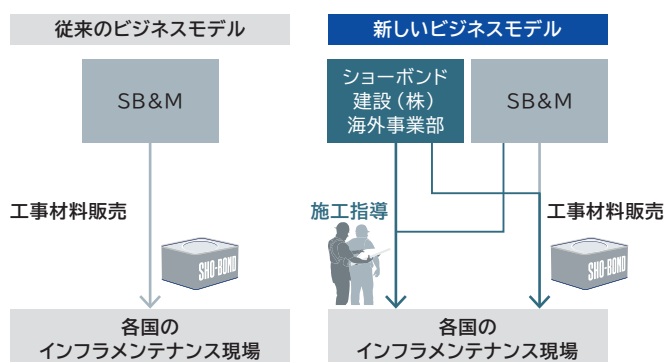 従来のビジネスモデル
SB&M
工事材料販売
SHO-BOND
各国の
インフラメンテナンス現場
新しいビジネスモデル
ショーボンド
建設（株）
海外事業部
SB&M
施工指導
工事材料販売
SHO-BOND
各国の
インフラメンテナンス現場